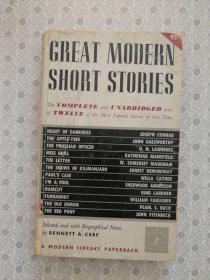 45
GREAT MODERN
SHORT STORIES
The COMPLETE and UNABRIDGED texts
of TWELVE of the Most Famous Stories of Our Time
HEART OF DARKNESS JOSEPH CONRAD
THE APPLE-TREE JOHN GALSWORTHY
THE PRUSSIAN OFFICER D. H. LAWRENCE
MISS BRILL KATHERINE MANSFIELD
THE LETTER W. SOMERSET MAUGHAM
THE SNOWS OF KILIMANJARO ERNEST HEMINGWAY
PAUL'S CASE WILLA CATHER
I'M A FOOL SHERWOOD ANDERSON
HAIRCUT RING LARDNER
TURNABOUT WILLIAM FAULKNER
THE OLD DEMON PEARL S. BUCK
THE RED PONY JOHN STEINBECK
Selected, and with Biographical Notes,
by BENNETT A. CERF
A MODERN LIBRARY PAPERBACK